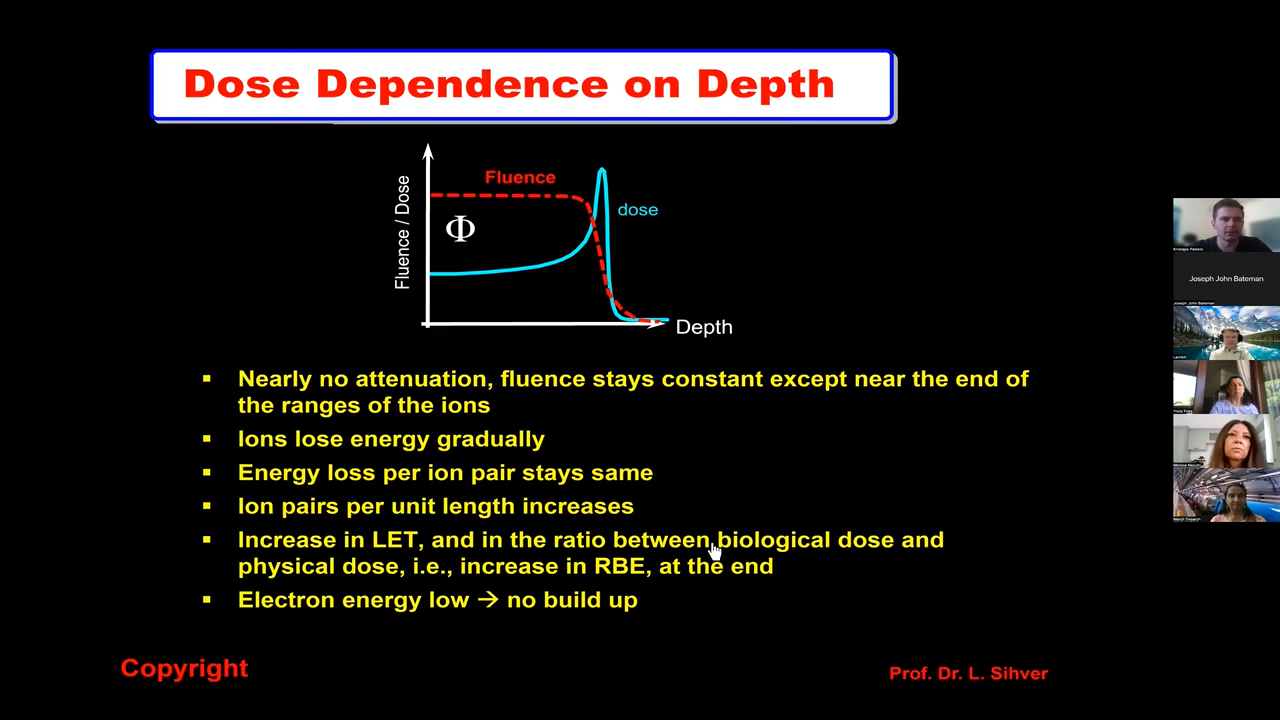 Dose Dependence on Depth
Fluence / Dose
Fluence
Φ
dose
Depth
▪ Nearly no attenuation, fluence stays constant except near the end of
the ranges of the ions
▪ Ions lose energy gradually
▪ Energy loss per ion pair stays same
▪ Ion pairs per unit length increases
▪ Increase in LET, and in the ratio between biological dose and
physical dose, i.e., increase in RBE, at the end
▪ Electron energy low → no build up
Copyright
Prof. Dr. L. Sihver
Joseph John Bateman
Joseph John Bateman